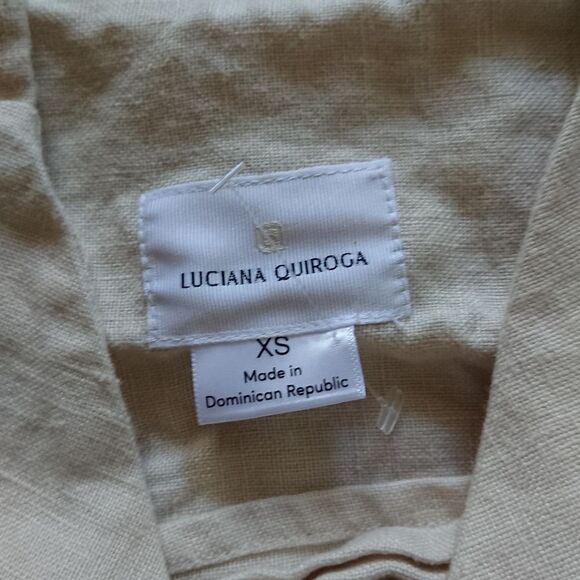 LUCIANA QUIROGA
XS
Made in
Dominican Republic